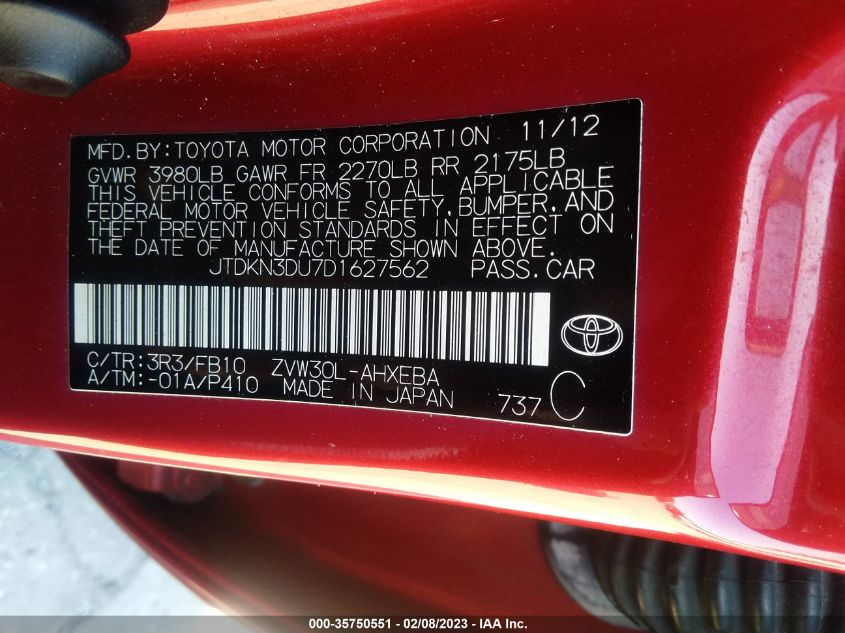 MFD.BY:TOYOTA MOTOR CORPORATION 11/12
GVWR 3980LB GAWR FR 2270LB RR 2175LB
THIS VEHICLE CONFORMS TO ALL APPLICABLE
FEDERAL MOTOR VEHICLE SAFETY,BUMPER,AND
THEFT PREVENTION STANDARDS IN EFFECT ON
THE DATE OF MANUFACTURE SHOWN ABOVE.
JTDKN3DU7D1627562 PASS.CAR
C/TR:3R3/FB10 ZVW30L-AHXEBA
A/TM:-01A/P410 MADE IN JAPAN 737 C
000-35750551 — 02/08/2023 — IAA Inc.